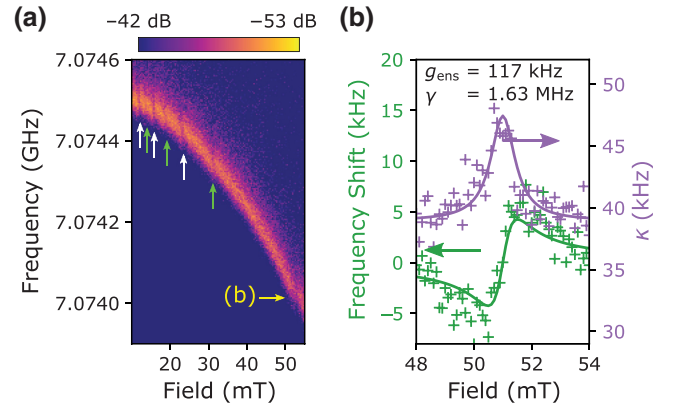 (a)
−42 dB
−53 dB
7.0746
7.0744
7.0742
7.0740
Frequency (GHz)
(b)
20
30
40
50
Field (mT)
(b)
g_ens = 117 kHz
γ = 1.63 MHz
20
15
10
5
0
−5
Frequency Shift (kHz)
50
45
40
35
30
κ (kHz)
48
50
52
54
Field (mT)